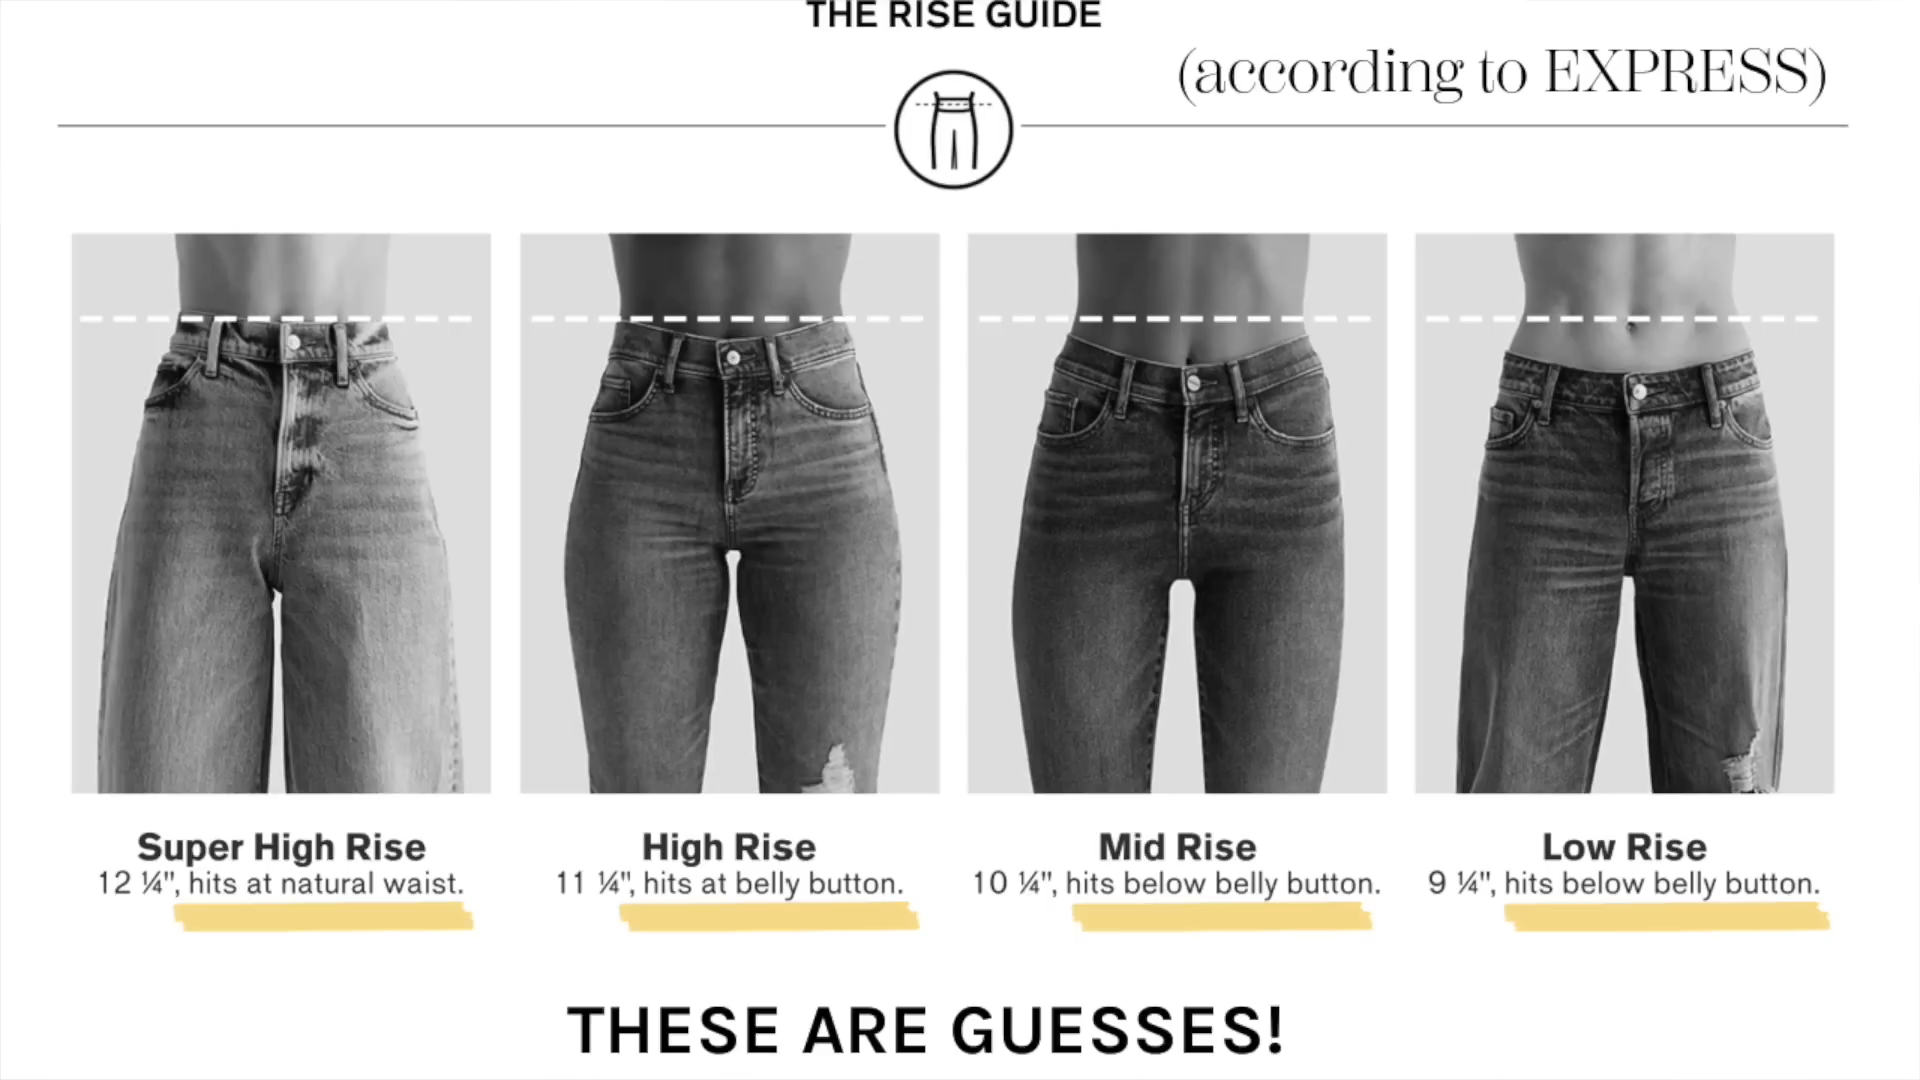 THE RISE GUIDE
(according to EXPRESS)
Super High Rise
12 ¼", hits at natural waist.
High Rise
11 ¼", hits at belly button.
Mid Rise
10 ¼", hits below belly button.
Low Rise
9 ¼", hits below belly button.
THESE ARE GUESSES!